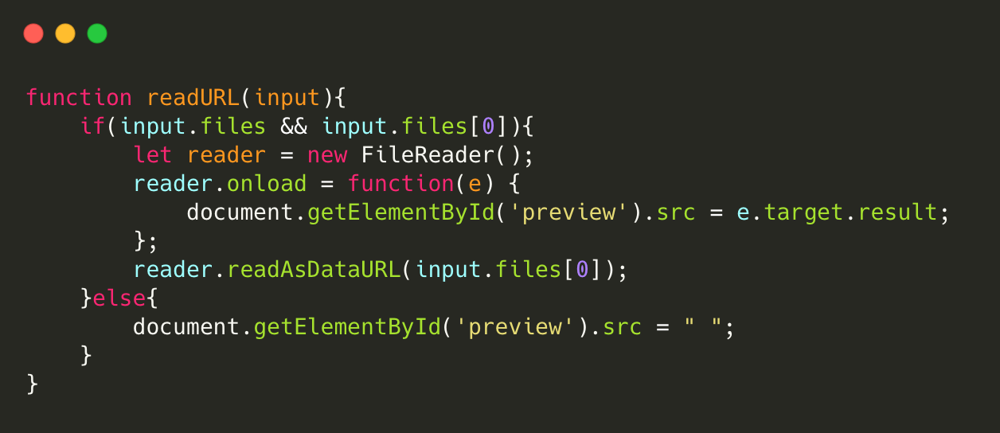 function readURL(input){
    if(input.files && input.files[0]){
        let reader = new FileReader();
        reader.onload = function(e) {
            document.getElementById('preview').src = e.target.result;
        };
        reader.readAsDataURL(input.files[0]);
    }else{
        document.getElementById('preview').src = " ";
    }
}